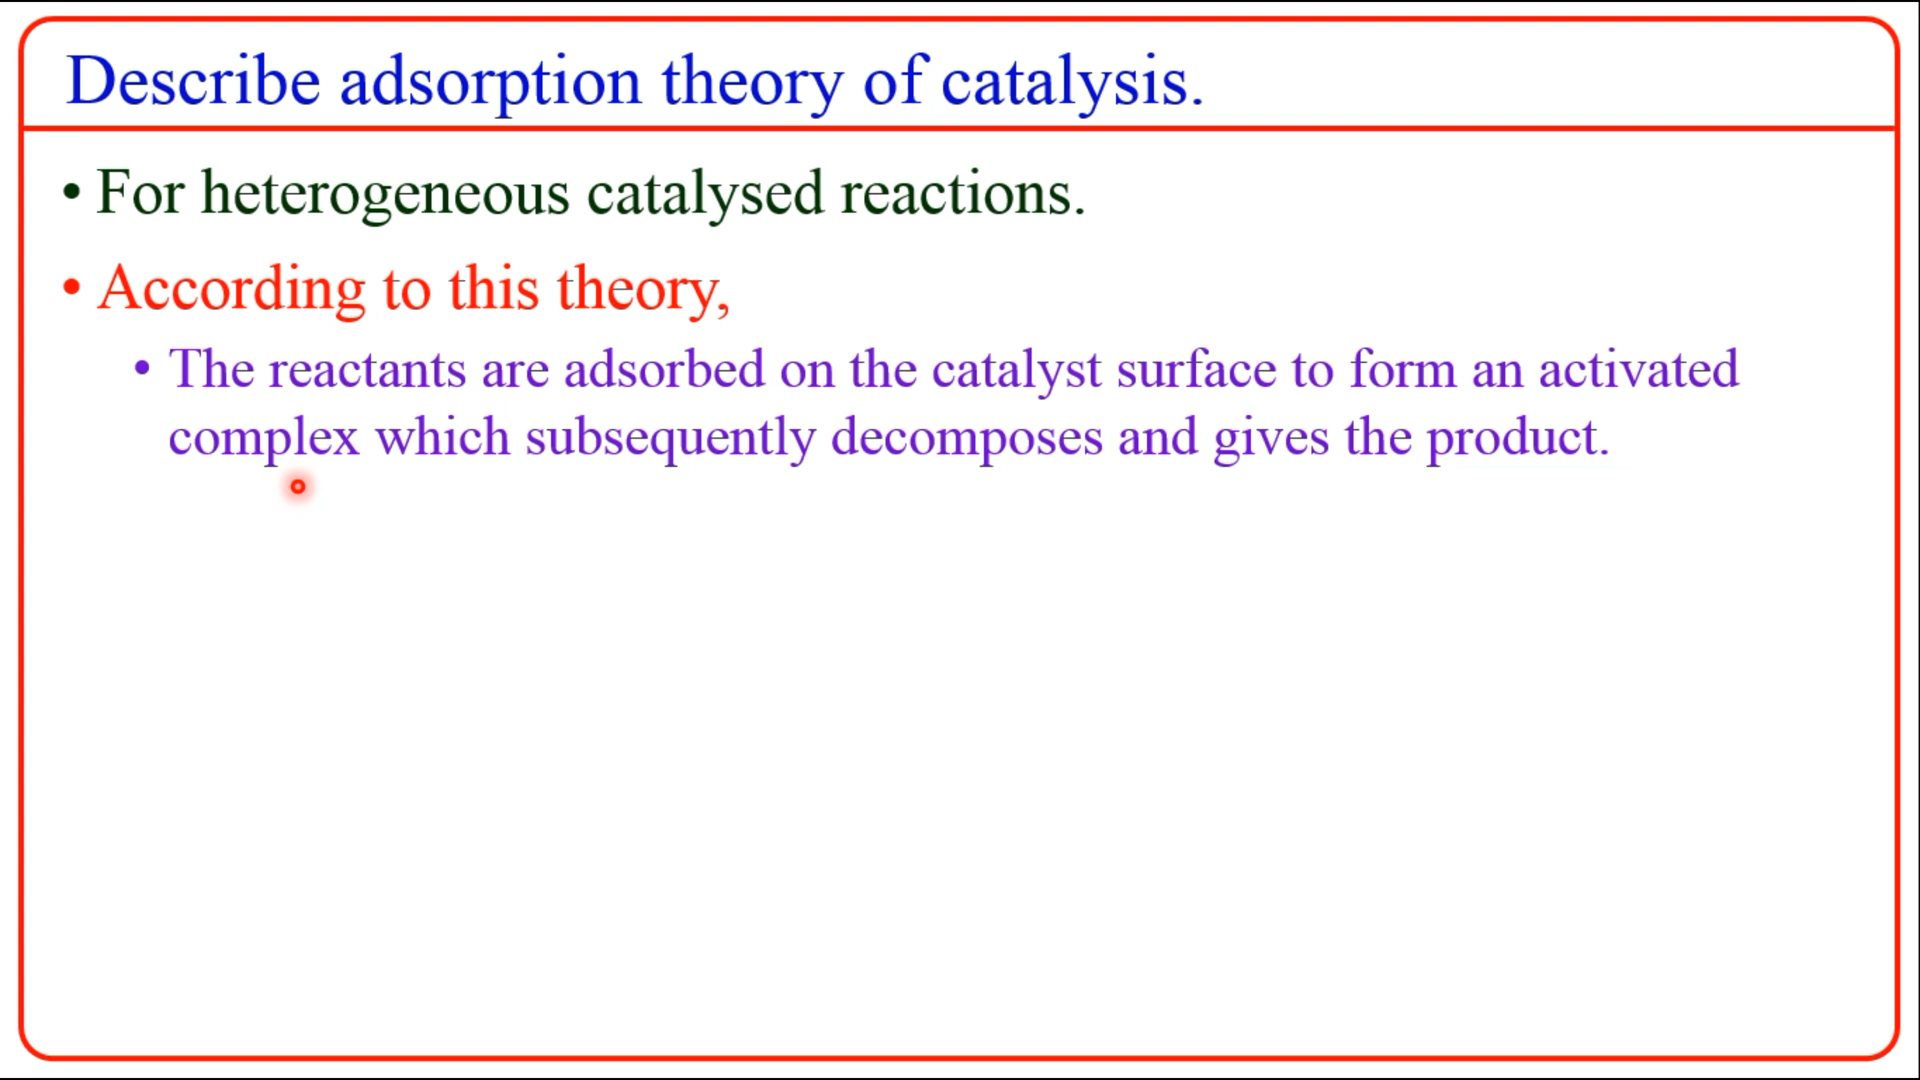 Describe adsorption theory of catalysis.
• For heterogeneous catalysed reactions.
• According to this theory,
• The reactants are adsorbed on the catalyst surface to form an activated
complex which subsequently decomposes and gives the product.